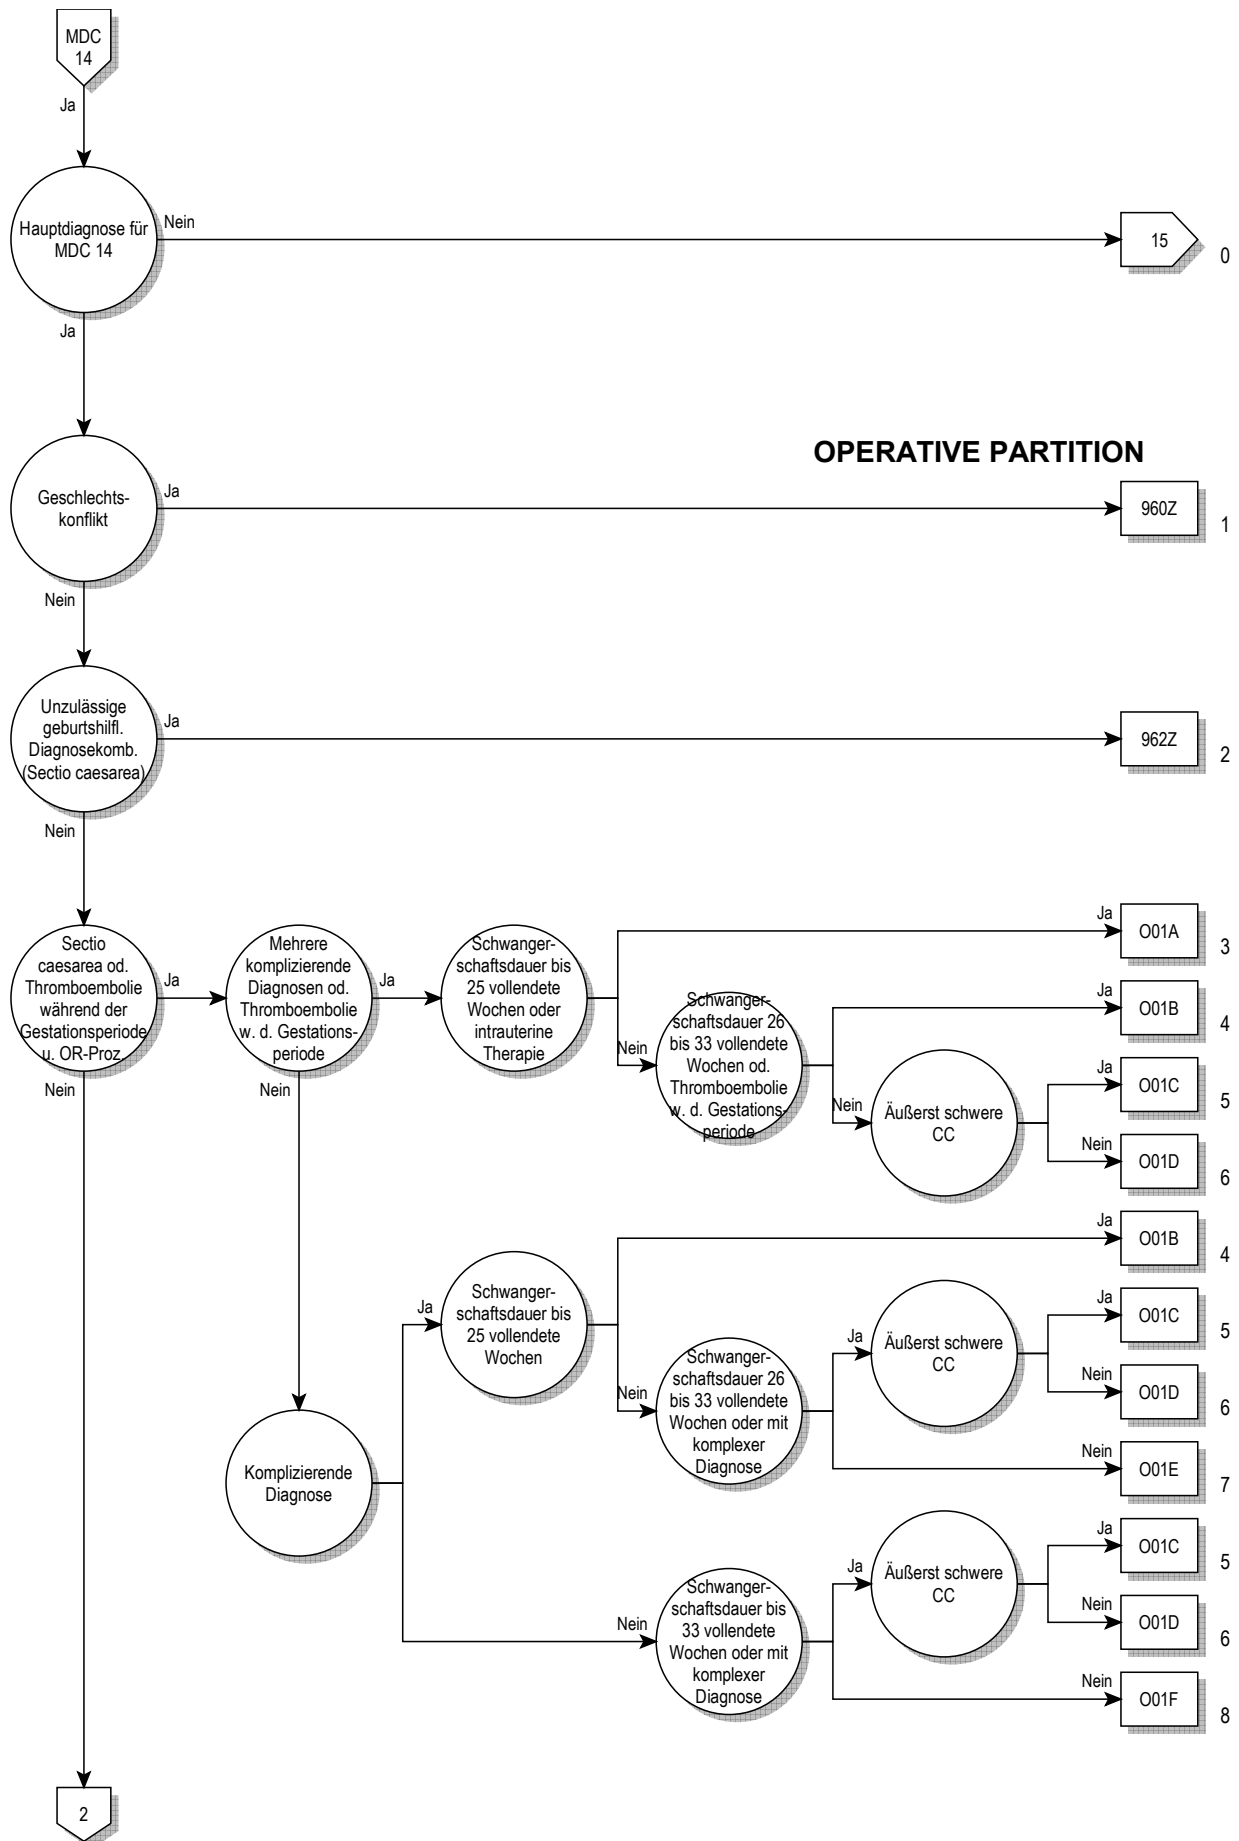 MDC
14
Ja
Hauptdiagnose für
MDC 14
Nein
15
0
Ja
OPERATIVE PARTITION
Geschlechts-
konflikt
Ja
960Z
1
Nein
Unzulässige
geburtshilfl.
Diagnosekomb.
(Sectio caesarea)
Ja
962Z
2
Nein
Sectio
caesarea od.
Thromboembolie
während der
Gestationsperiode
u. OR-Proz.
Ja
Nein
Mehrere
komplizierende
Diagnosen od.
Thromboembolie
w. d. Gestations-
periode
Ja
Nein
Schwanger-
schaftsdauer bis
25 vollendete
Wochen oder
intrauterine
Therapie
Ja
O01A
3
Nein
Schwanger-
schaftsdauer 26
bis 33 vollendete
Wochen od.
Thromboembolie
w. d. Gestations-
periode
Ja
O01B
4
Nein
Äußerst schwere
CC
Ja
O01C
5
Nein
O01D
6
Komplizierende
Diagnose
Ja
Schwanger-
schaftsdauer bis
25 vollendete
Wochen
Ja
O01B
4
Nein
Schwanger-
schaftsdauer 26
bis 33 vollendete
Wochen oder mit
komplexer
Diagnose
Ja
Äußerst schwere
CC
Ja
O01C
5
Nein
O01D
6
Nein
O01E
7
Nein
Schwanger-
schaftsdauer bis
33 vollendete
Wochen oder mit
komplexer
Diagnose
Ja
Äußerst schwere
CC
Ja
O01C
5
Nein
O01D
6
Nein
O01F
8
2